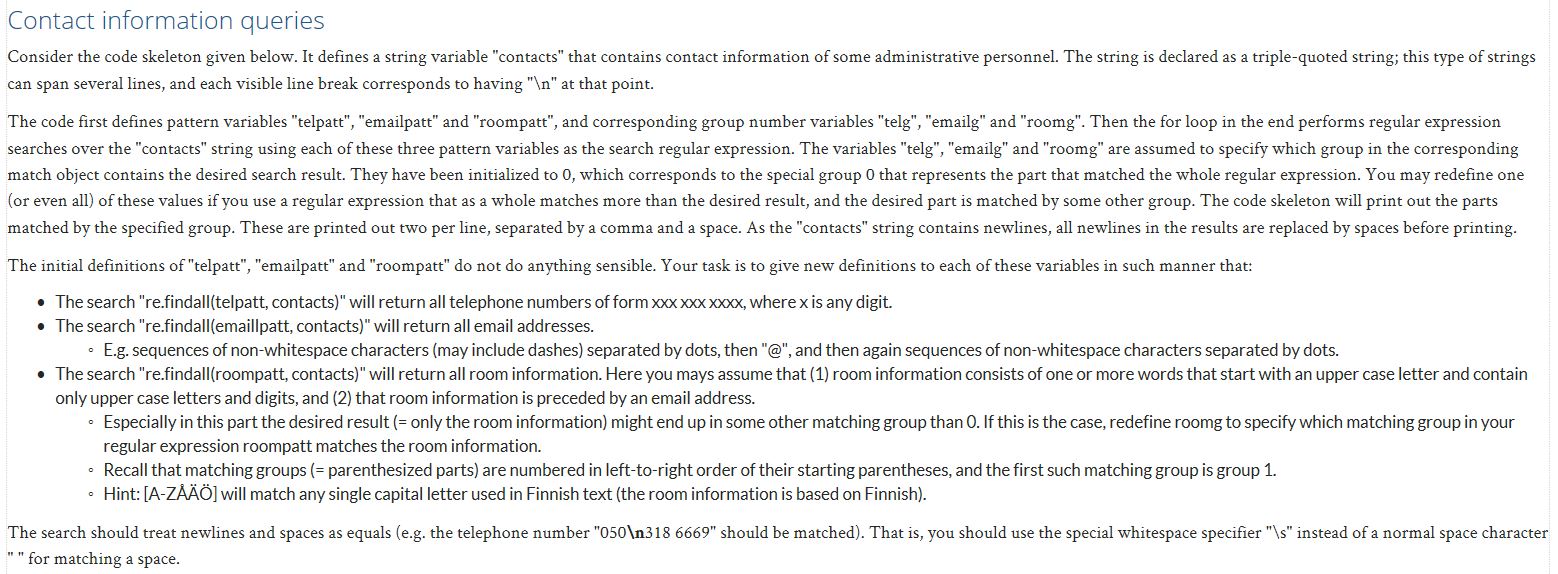 Contact information queries
Consider the code skeleton given below. It defines a string variable "contacts" that contains contact information of some administrative personnel. The string is declared as a triple-quoted string; this type of strings
can span several lines, and each visible line break corresponds to having "\n" at that point.
The code first defines pattern variables "telpatt", "emailpatt" and "roompatt", and corresponding group number variables "telg", "emailg" and "roomg". Then the for loop in the end performs regular expression
searches over the "contacts" string using each of these three pattern variables as the search regular expression. The variables "telg", "emailg" and "roomg" are assumed to specify which group in the corresponding
match object contains the desired search result. They have been initialized to 0, which corresponds to the special group 0 that represents the part that matched the whole regular expression. You may redefine one
(or even all) of these values if you use a regular expression that as a whole matches more than the desired result, and the desired part is matched by some other group. The code skeleton will print out the parts
matched by the specified group. These are printed out two per line, separated by a comma and a space. As the "contacts" string contains newlines, all newlines in the results are replaced by spaces before printing.
The initial definitions of "telpatt", "emailpatt" and "roompatt" do not do anything sensible. Your task is to give new definitions to each of these variables in such manner that:
• The search "re.findall(telpatt, contacts)" will return all telephone numbers of form xxx xxx xxxx, where x is any digit.
• The search "re.findall(emaillpatt, contacts)" will return all email addresses.
◦ E.g. sequences of non-whitespace characters (may include dashes) separated by dots, then "@", and then again sequences of non-whitespace characters separated by dots.
• The search "re.findall(roompatt, contacts)" will return all room information. Here you mays assume that (1) room information consists of one or more words that start with an upper case letter and contain
only upper case letters and digits, and (2) that room information is preceded by an email address.
◦ Especially in this part the desired result (= only the room information) might end up in some other matching group than 0. If this is the case, redefine roomg to specify which matching group in your
regular expression roompatt matches the room information.
◦ Recall that matching groups (= parenthesized parts) are numbered in left-to-right order of their starting parentheses, and the first such matching group is group 1.
◦ Hint: [A-ZÅÄÖ] will match any single capital letter used in Finnish text (the room information is based on Finnish).
The search should treat newlines and spaces as equals (e.g. the telephone number "050\n318 6669" should be matched). That is, you should use the special whitespace specifier "\s" instead of a normal space character
" " for matching a space.